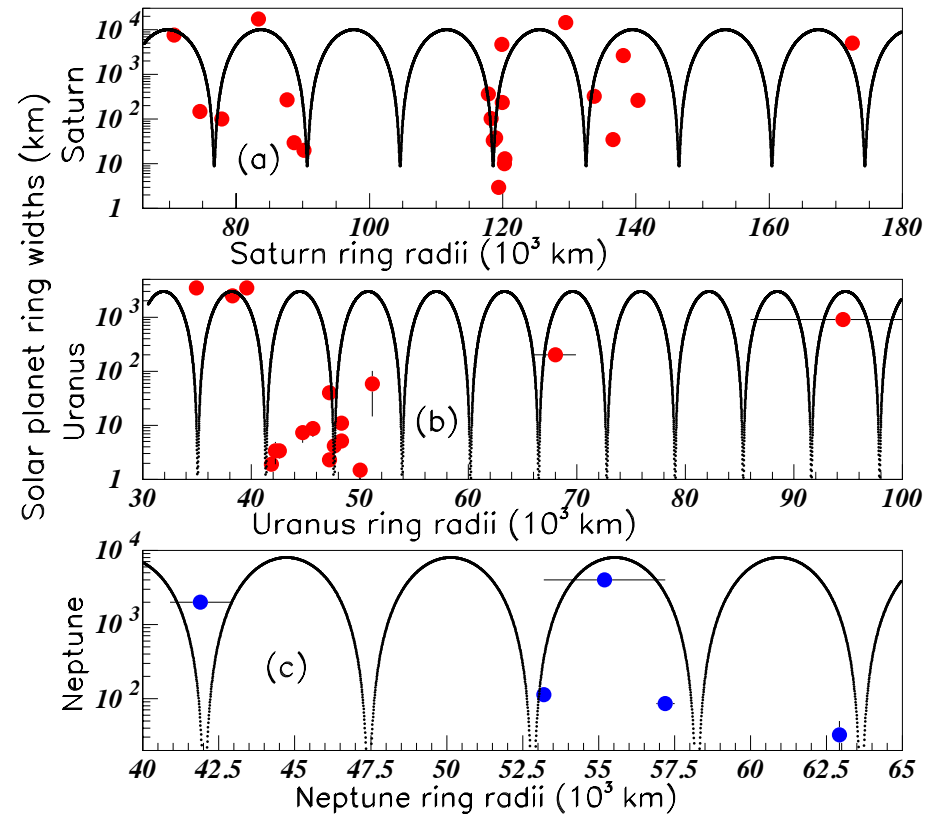 Solar planet ring widths (km)
Saturn
10⁴
10³
10²
10
1
(a)
80 100 120 140 160 180
Saturn ring radii (10³ km)
Uranus
10³
10²
10
1
(b)
30 40 50 60 70 80 90 100
Uranus ring radii (10³ km)
Neptune
10⁴
10³
10²
(c)
40 42.5 45 47.5 50 52.5 55 57.5 60 62.5 65
Neptune ring radii (10³ km)